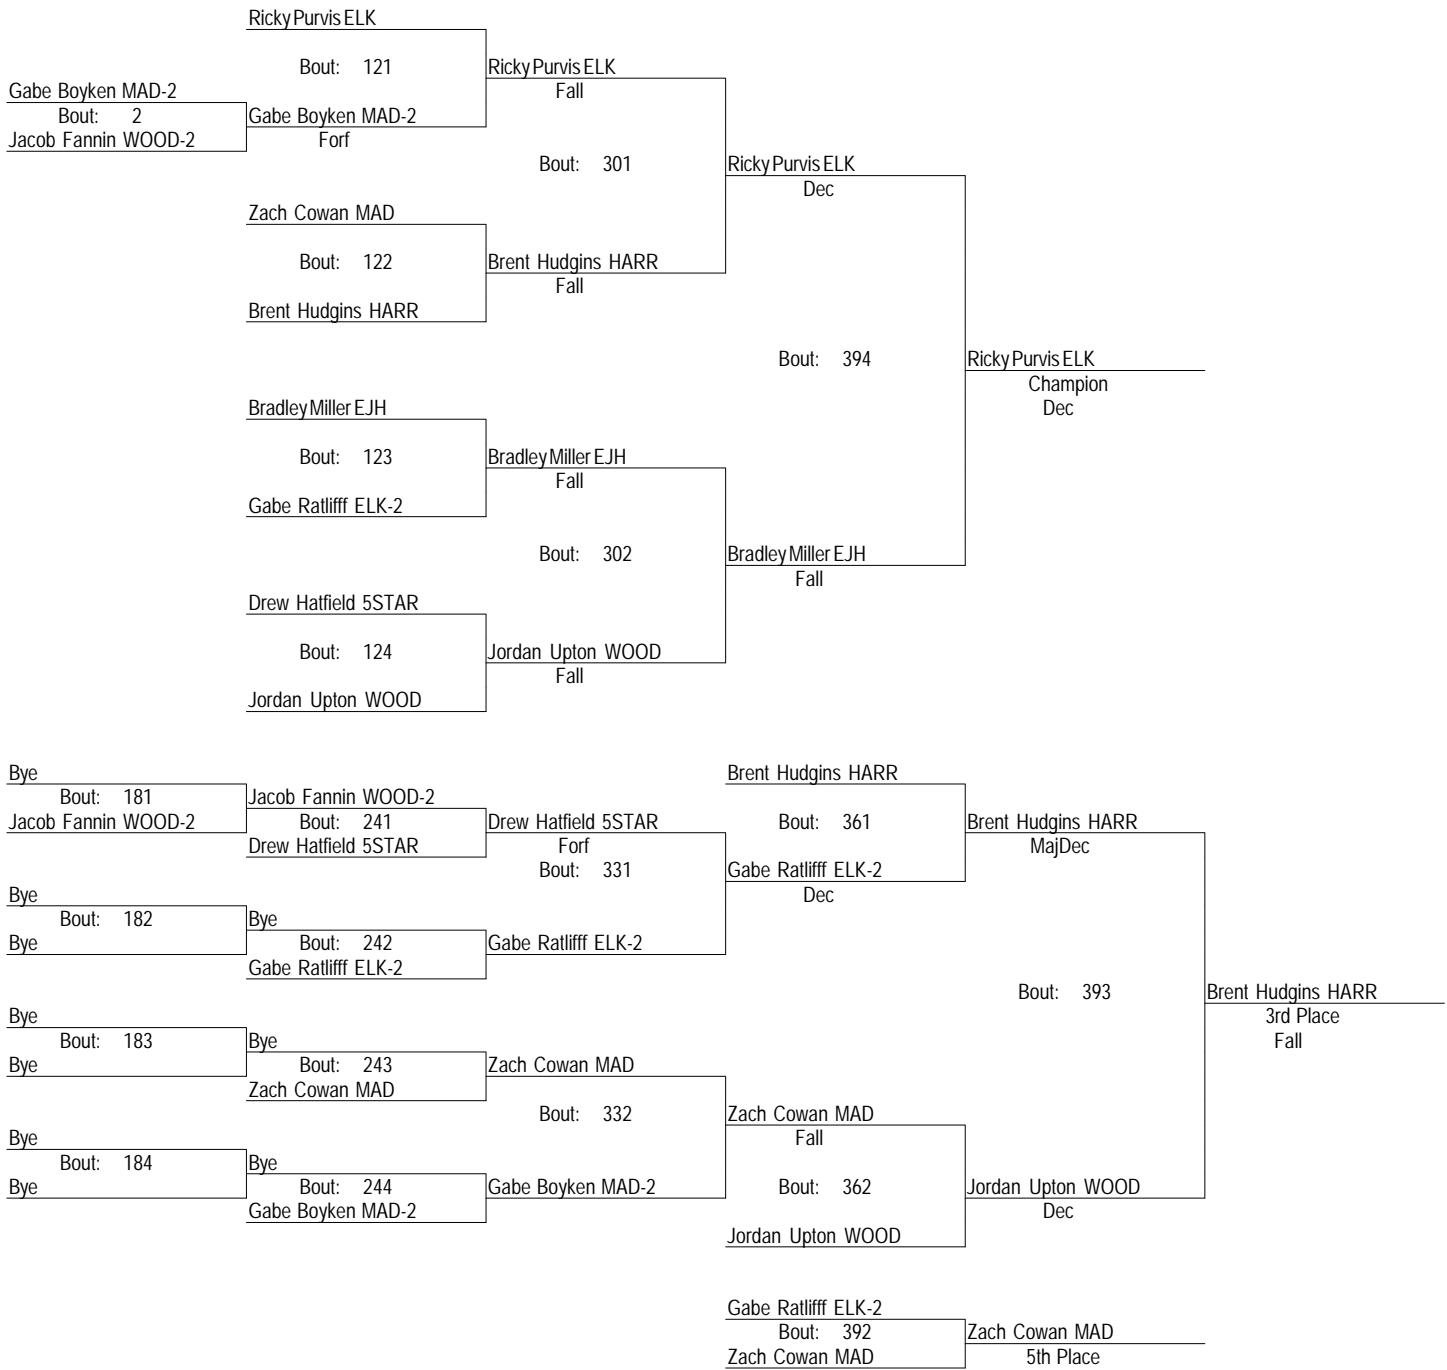 Ricky Purvis ELK
Bout: 121
Ricky Purvis ELK
Fall
Gabe Boyken MAD-2
Bout: 2
Jacob Fannin WOOD-2
Gabe Boyken MAD-2
Forf
Bout: 301
Ricky Purvis ELK
Dec
Zach Cowan MAD
Bout: 122
Brent Hudgins HARR
Fall
Brent Hudgins HARR
Bout: 394
Ricky Purvis ELK
Champion
Dec
Bradley Miller EJH
Bout: 123
Bradley Miller EJH
Fall
Gabe Ratlifff ELK-2
Bout: 302
Bradley Miller EJH
Fall
Drew Hatfield 5STAR
Bout: 124
Jordan Upton WOOD
Fall
Jordan Upton WOOD
Bye
Bout: 181
Jacob Fannin WOOD-2
Jacob Fannin WOOD-2
Bout: 241
Drew Hatfield 5STAR
Drew Hatfield 5STAR
Forf
Bout: 331
Brent Hudgins HARR
Bout: 361
Gabe Ratlifff ELK-2
Dec
Brent Hudgins HARR
MajDec
Bye
Bout: 182
Bye
Bye
Bout: 242
Gabe Ratlifff ELK-2
Gabe Ratlifff ELK-2
Bout: 393
Brent Hudgins HARR
3rd Place
Fall
Bye
Bout: 183
Bye
Bye
Bout: 243
Zach Cowan MAD
Zach Cowan MAD
Bout: 332
Zach Cowan MAD
Fall
Bye
Bout: 184
Bye
Bye
Bout: 244
Gabe Boyken MAD-2
Gabe Boyken MAD-2
Bout: 362
Jordan Upton WOOD
Dec
Jordan Upton WOOD
Gabe Ratlifff ELK-2
Bout: 392
Zach Cowan MAD
Zach Cowan MAD
5th Place